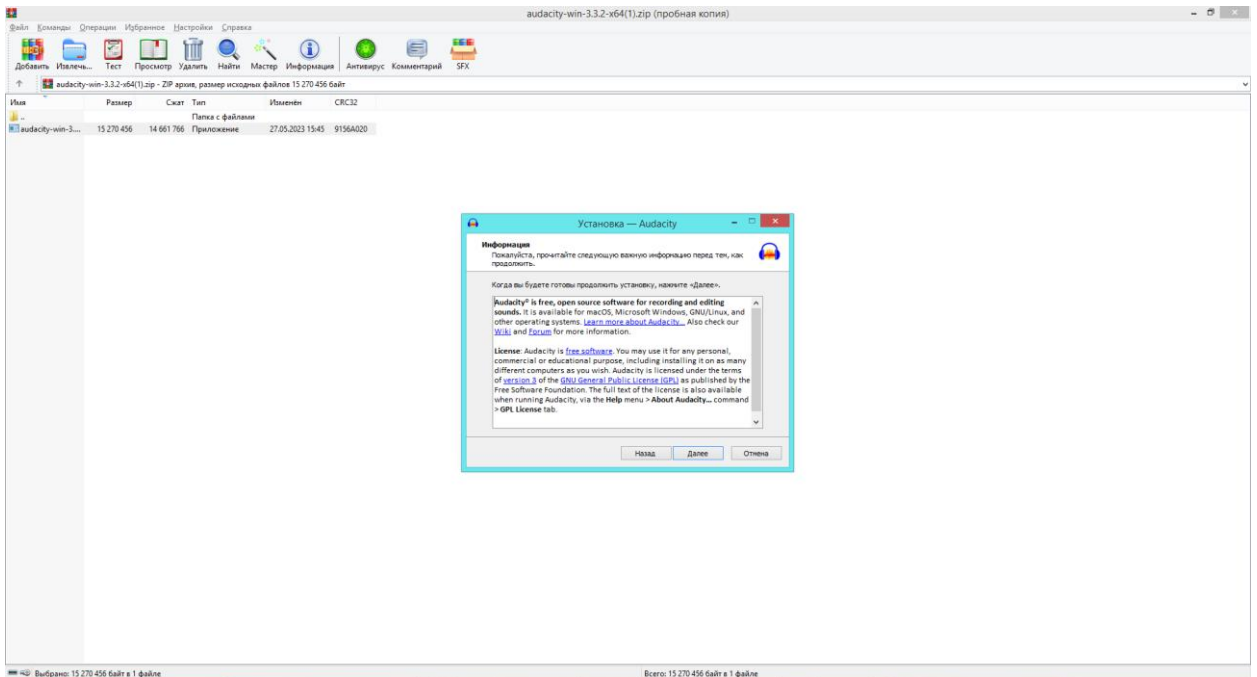 audacity-win-3.3.2-x64(1).zip (пробная копия)
Файл Команды Операции Избранное Настройки Справка
Добавить Извлечь... Тест Просмотр Удалить Найти Мастер Информация Антивирус Комментарий SFX
audacity-win-3.3.2-x64(1).zip - ZIP архив, размер исходных файлов 15 270 456 байт
Имя Размер Сжат Тип Изменён CRC32
.. Папка с файлами
audacity-win-3.... 15 270 456 14 661 766 Приложение 27.05.2023 15:45 9156A020
Установка — Audacity
Информация
Пожалуйста, прочитайте следующую важную информацию перед тем, как
продолжить.
Когда вы будете готовы продолжить установку, нажмите «Далее».
Audacity® is free, open source software for recording and editing
sounds. It is available for macOS, Microsoft Windows, GNU/Linux, and
other operating systems. Learn more about Audacity... Also check our
Wiki and Forum for more information.
License: Audacity is free software. You may use it for any personal,
commercial or educational purpose, including installing it on as many
different computers as you wish. Audacity is licensed under the terms
of version 3 of the GNU General Public License (GPL) as published by the
Free Software Foundation. The full text of the license is also available
when running Audacity, via the Help menu > About Audacity... command
> GPL License tab.
Назад Далее Отмена
Выбрано: 15 270 456 байт в 1 файле
Всего: 15 270 456 байт в 1 файле